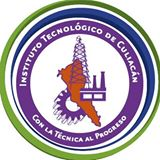 INSTITUTO TECNOLÓGICO DE CULIACÁN
CON LA TÉCNICA AL PROGRESO